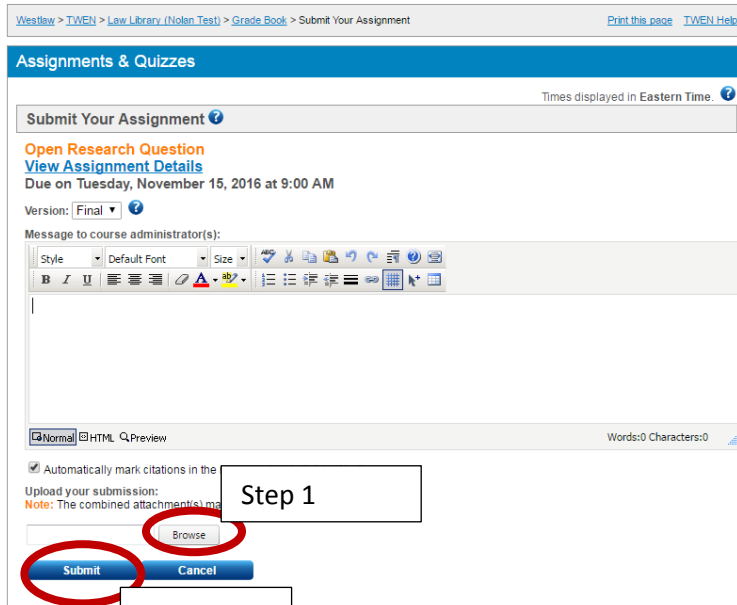 Westlaw > TWEN > Law Library (Nolan Test) > Grade Book > Submit Your Assignment Print this page TWEN Help
Assignments & Quizzes
Times displayed in Eastern Time.
Submit Your Assignment
Open Research Question
View Assignment Details
Due on Tuesday, November 15, 2016 at 9:00 AM
Version: Final
Message to course administrator(s):
Style Default Font Size ABC
B I U A ab
Normal HTML Preview Words:0 Characters:0
Automatically mark citations in the
Step 1
Upload your submission:
Note: The combined attachment(s)
Browse
Submit Cancel